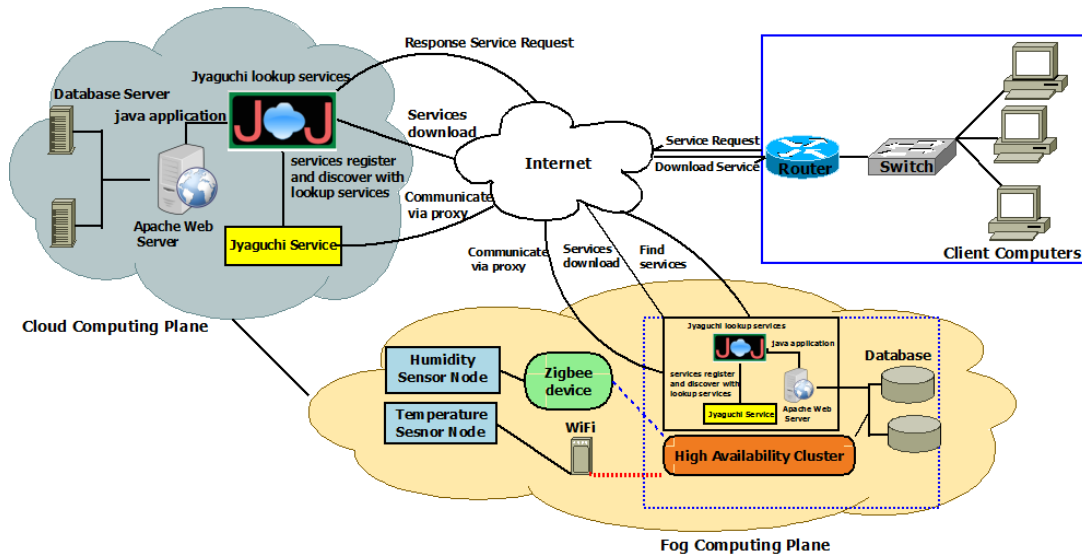 Response Service Request
Jyaguchi lookup services
Database Server
java application
J J
Services
download
services register
and discover with
lookup services
Internet
Service Request
Download Service
Router
Switch
Client Computers
Communicate
via proxy
Apache Web
Server
Jyaguchi Service
Communicate
via proxy
Services
download
Find
services
Cloud Computing Plane
Humidity
Sensor Node
Temperature
Sesnor Node
Zigbee
device
WiFi
Jyaguchi lookup services
J J
java application
services register
and discover with
lookup services
Jyaguchi Service
Apache Web
Server
Database
High Availability Cluster
Fog Computing Plane